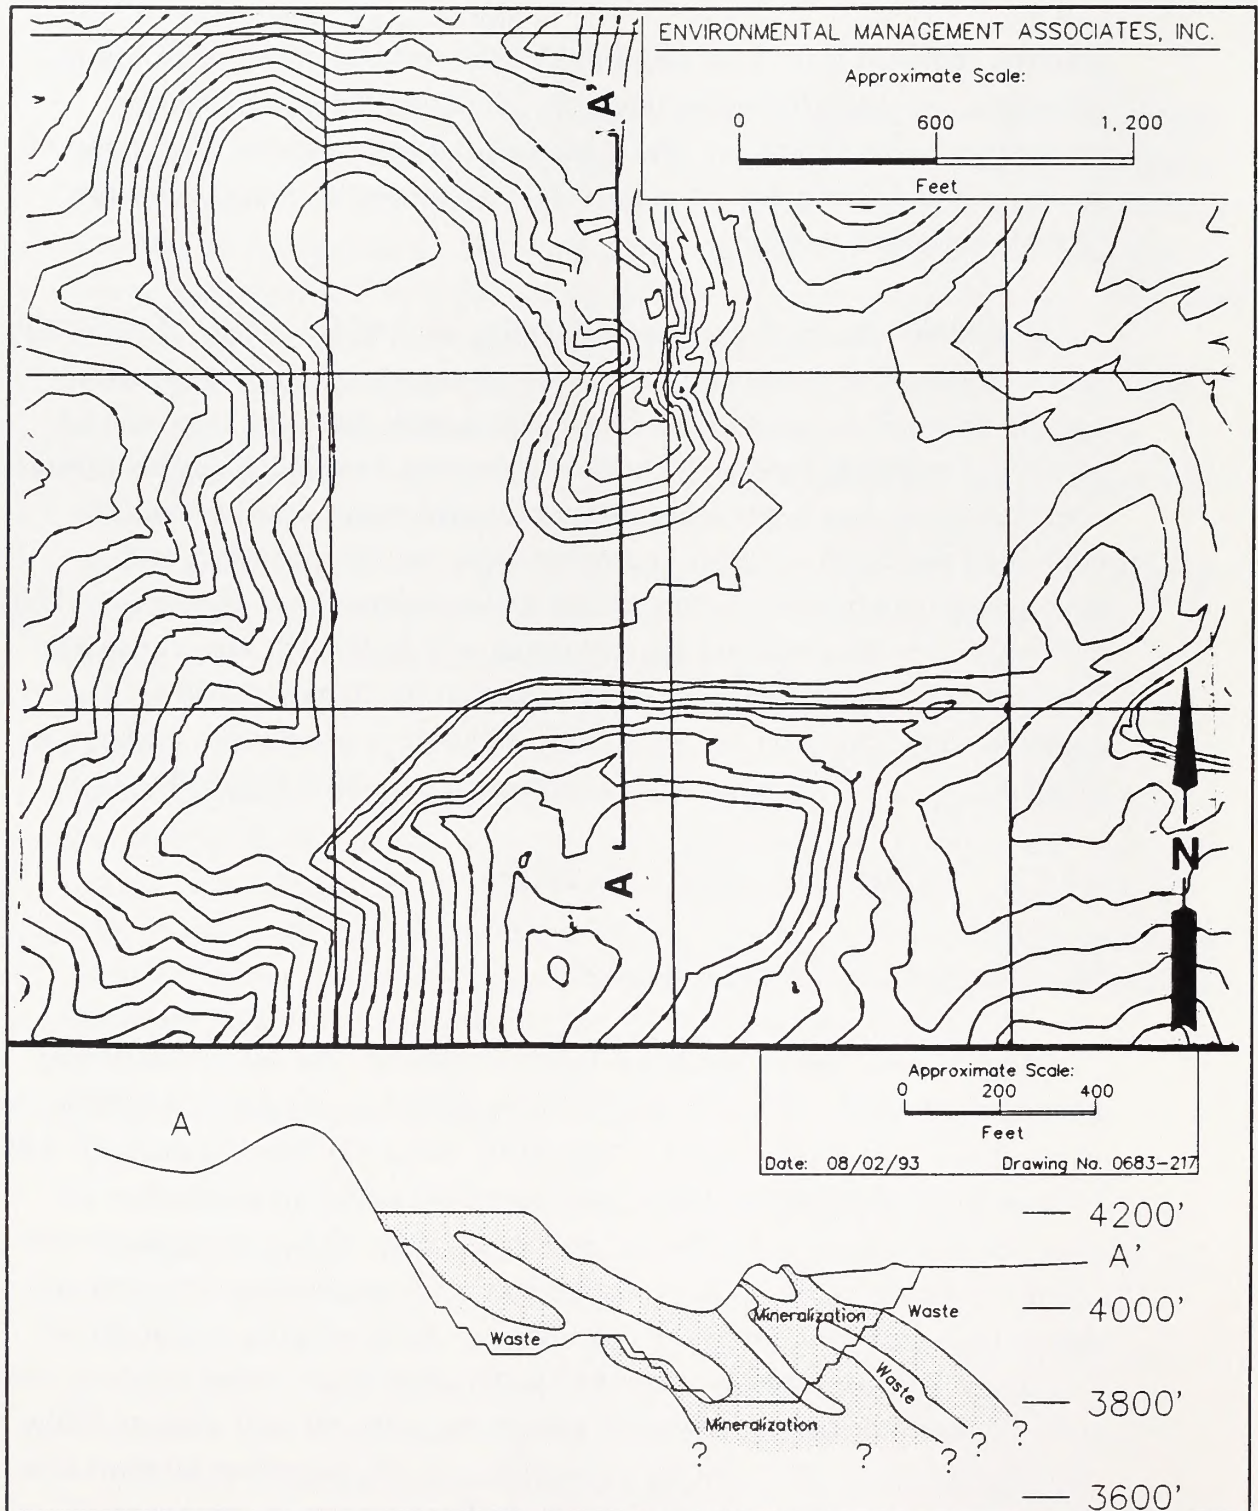 ENVIRONMENTAL MANAGEMENT ASSOCIATES, INC.
Approximate Scale:
0 600 1,200
Feet
A'
A
N
Approximate Scale:
0 200 400
Feet
Date: 08/02/93 Drawing No. 0683-217
A
4200'
A'
Mineralization
Waste
4000'
Waste
Waste
3800'
Mineralization
? ? ? ? ?
3600'